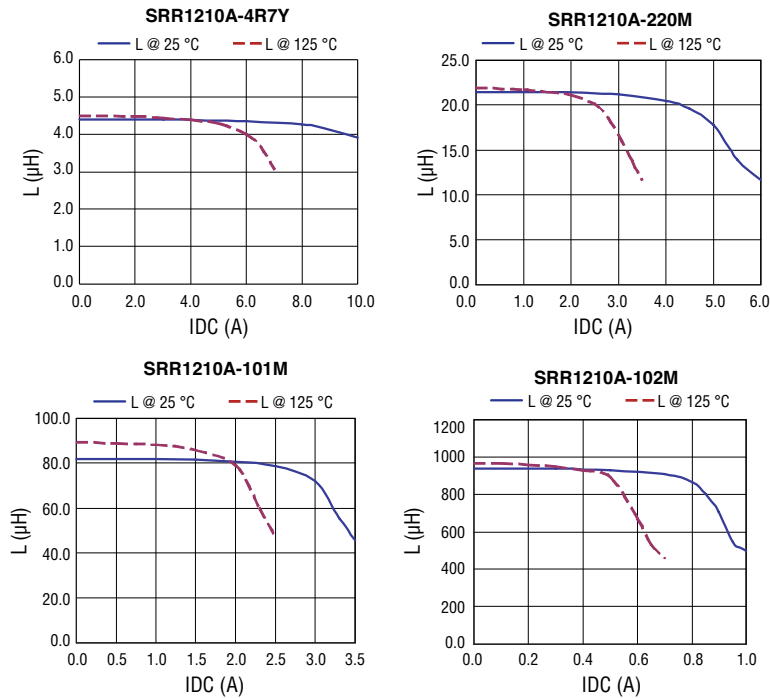 SRR1210A-4R7Y
L @ 25 °C L @ 125 °C
6.0
5.0
4.0
3.0
2.0
1.0
0.0
L (µH)
0.0 2.0 4.0 6.0 8.0 10.0
IDC (A)
SRR1210A-220M
L @ 25 °C L @ 125 °C
25.0
20.0
15.0
10.0
5.0
0.0
L (µH)
0.0 1.0 2.0 3.0 4.0 5.0 6.0
IDC (A)
SRR1210A-101M
L @ 25 °C L @ 125 °C
100.0
80.0
60.0
40.0
20.0
0.0
L (µH)
0.0 0.5 1.0 1.5 2.0 2.5 3.0 3.5
IDC (A)
SRR1210A-102M
L @ 25 °C L @ 125 °C
1200
1000
800
600
400
200
0.0
L (µH)
0.0 0.2 0.4 0.6 0.8 1.0
IDC (A)